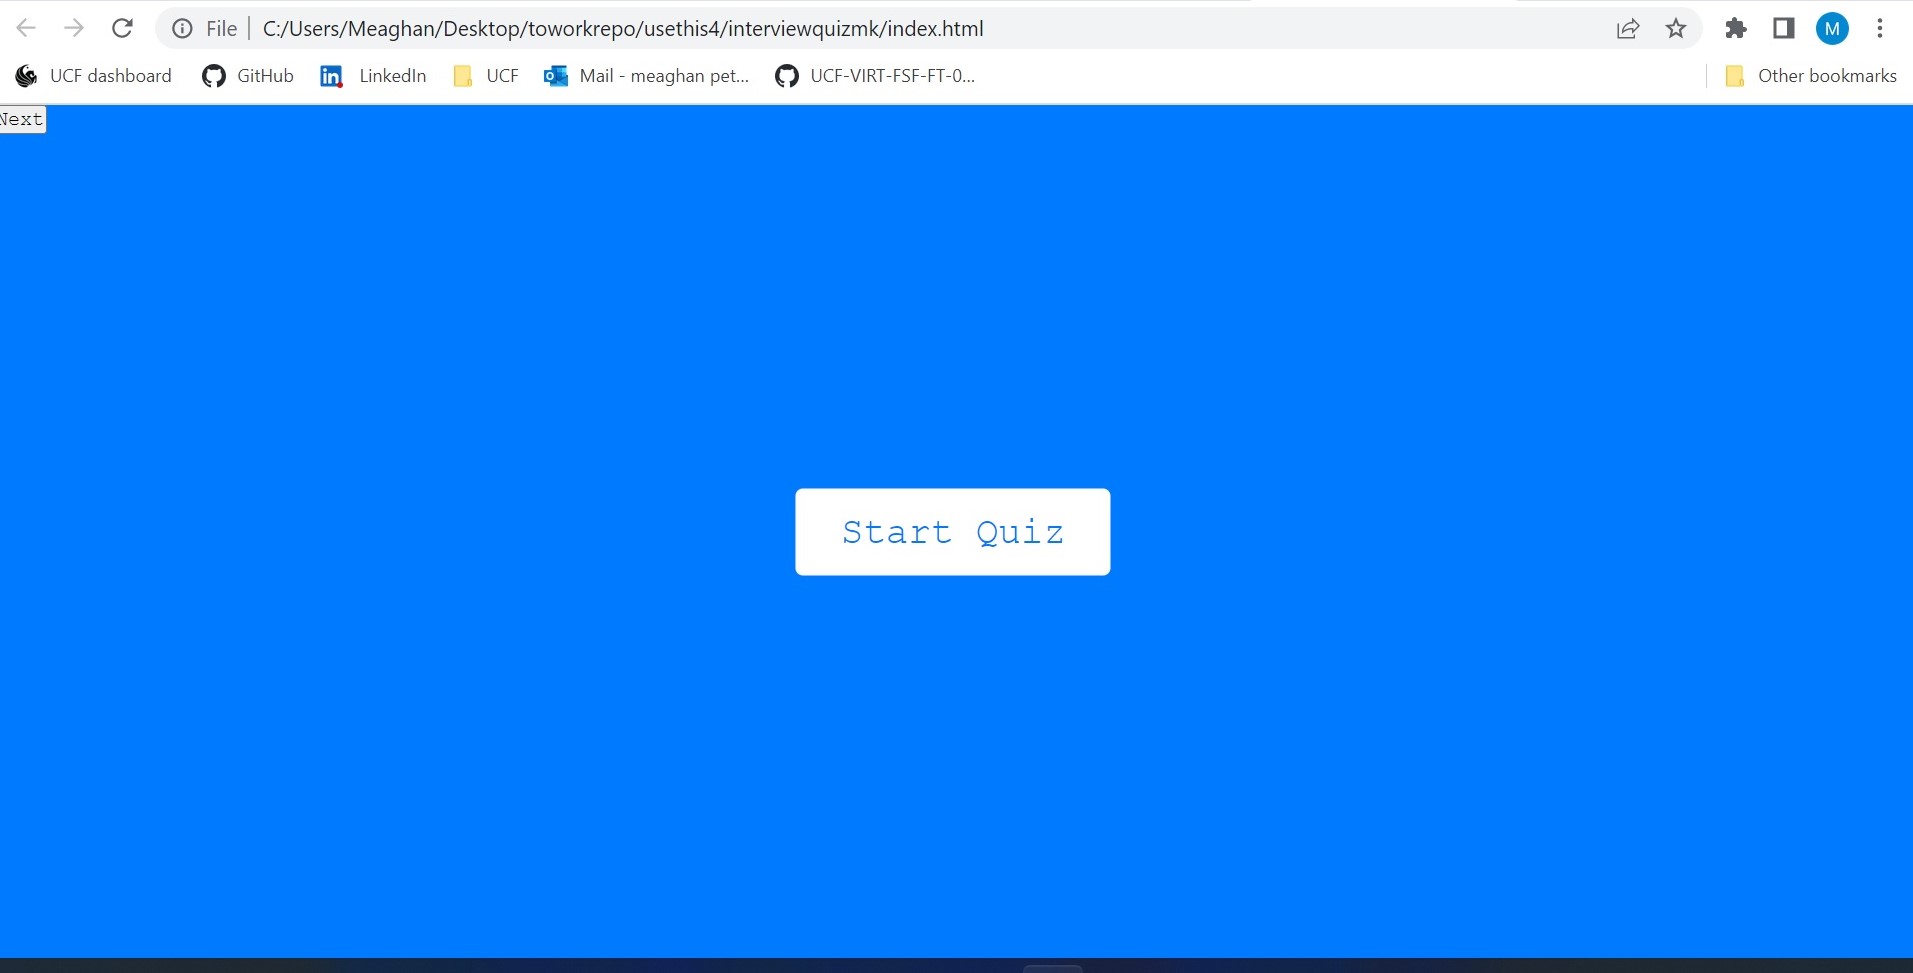 File | C:/Users/Meaghan/Desktop/toworkrepo/usethis4/interviewquizmk/index.html M
UCF dashboard GitHub LinkedIn UCF Mail - meaghan pet... UCF-VIRT-FSF-FT-0... Other bookmarks
Next
Start Quiz